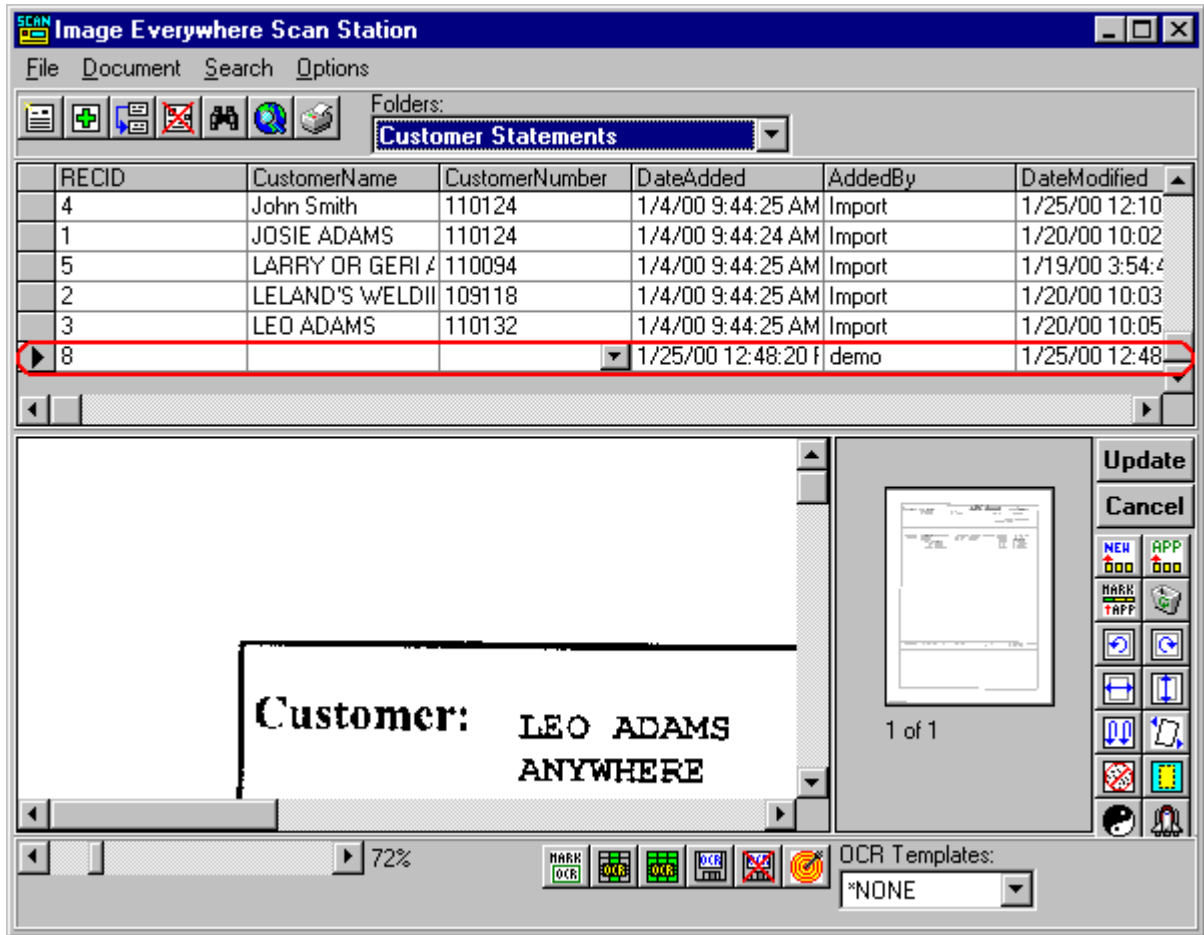 SCAN Image Everywhere Scan Station
File Document Search Options
Folders:
Customer Statements
RECID CustomerName CustomerNumber DateAdded AddedBy DateModified
4 John Smith 110124 1/4/00 9:44:25 AM Import 1/25/00 12:10
1 JOSIE ADAMS 110124 1/4/00 9:44:24 AM Import 1/20/00 10:02
5 LARRY OR GERI 110094 1/4/00 9:44:25 AM Import 1/19/00 3:54:
2 LELAND'S WELDI 109118 1/4/00 9:44:25 AM Import 1/20/00 10:03
3 LEO ADAMS 110132 1/4/00 9:44:25 AM Import 1/20/00 10:05
8 1/25/00 12:48:20 demo 1/25/00 12:48
Update
Cancel
NEW APP
MARK
APP
Customer: LEO ADAMS
ANYWHERE
1 of 1
72%
MARK
OCR OCR OCR OCR OCR
OCR Templates:
*NONE